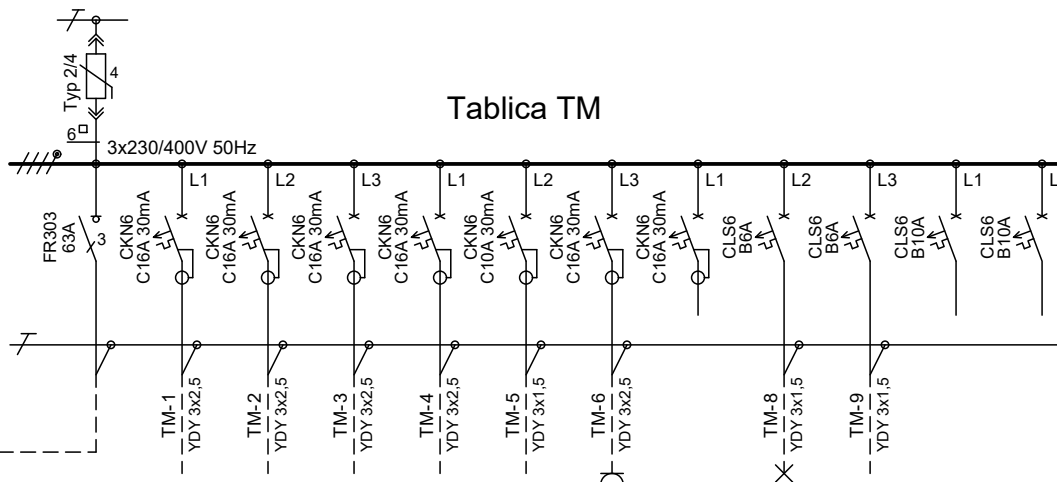 Typ 2/4
4
Tablica TM
6
3x230/400V 50Hz
FR303
63A
3
L1
CKN6
C16A 30mA
L2
CKN6
C16A 30mA
L3
CKN6
C16A 30mA
L1
CKN6
C16A 30mA
L2
CKN6
C10A 30mA
L3
CKN6
C16A 30mA
L1
CKN6
C16A 30mA
L2
CLS6
B6A
L3
CLS6
B6A
L1
CLS6
B10A
L
CLS6
B10A
TM-1
YDY 3x2,5
TM-2
YDY 3x2,5
TM-3
YDY 3x2,5
TM-4
YDY 3x2,5
TM-5
YDY 3x1,5
TM-6
YDY 3x2,5
TM-8
YDY 3x1,5
TM-9
YDY 3x1,5